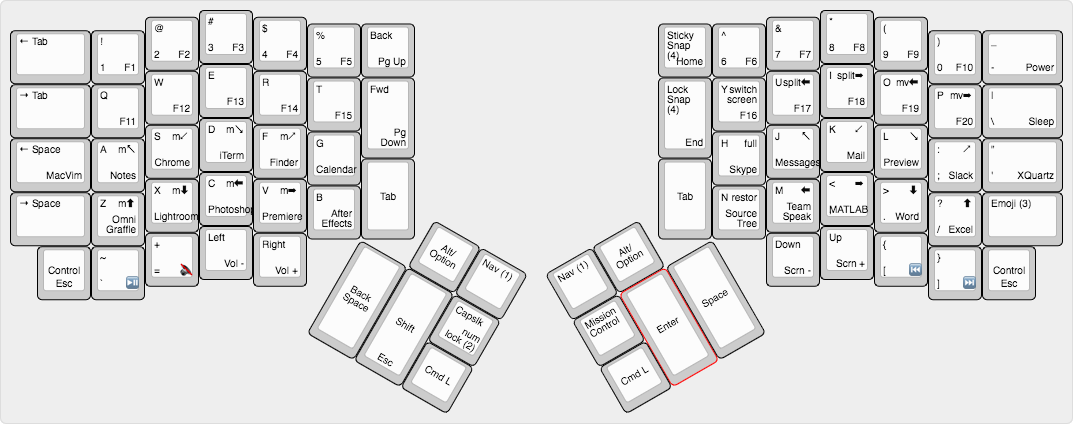 ← Tab
!
1 F1
@
2 F2
#
3 F3
$
4 F4
%
5 F5
Back
Pg Up
Sticky
Snap
(4)
Home
^
6 F6
&
7 F7
*
8 F8
(
9 F9
)
0 F10
_
- Power
→ Tab
Q
F11
W
F12
E
F13
R
F14
T
F15
Fwd
Pg
Down
Lock
Snap
(4)
End
Y switch
screen
F16
U split⬅
F17
I split➡
F18
O mv⬅
F19
P mv➡
F20
|
\ Sleep
← Space
MacVim
A m↖
Notes
S m↙
Chrome
D m↘
iTerm
F m↗
Finder
G
Calendar
H full
Skype
J ↖
Messages
K ↙
Mail
L ↘
Preview
: ↗
; Slack
"
' XQuartz
→ Space
Z m⬆
Omni
Graffle
X m⬇
Lightroom
C m⬅
Photoshop
V m➡
Premiere
B
After
Effects
Tab
Tab
N restor
Source
Tree
M ⬅
Team
Speak
< ➡
MATLAB
> ⬇
. Word
? ⬆
/ Excel
Emoji (3)
Control
Esc
~
` ⏯
+
=
Left
Vol -
Right
Vol +
Down
Scrn -
Up
Scrn +
{
[ ⏮
}
] ⏭
Control
Esc
Alt/
Option
Nav (1)
Back
Space
Shift
Esc
Capslk
num
lock (2)
Cmd L
Nav (1)
Alt/
Option
Mission
Control
Enter
Space
Cmd L